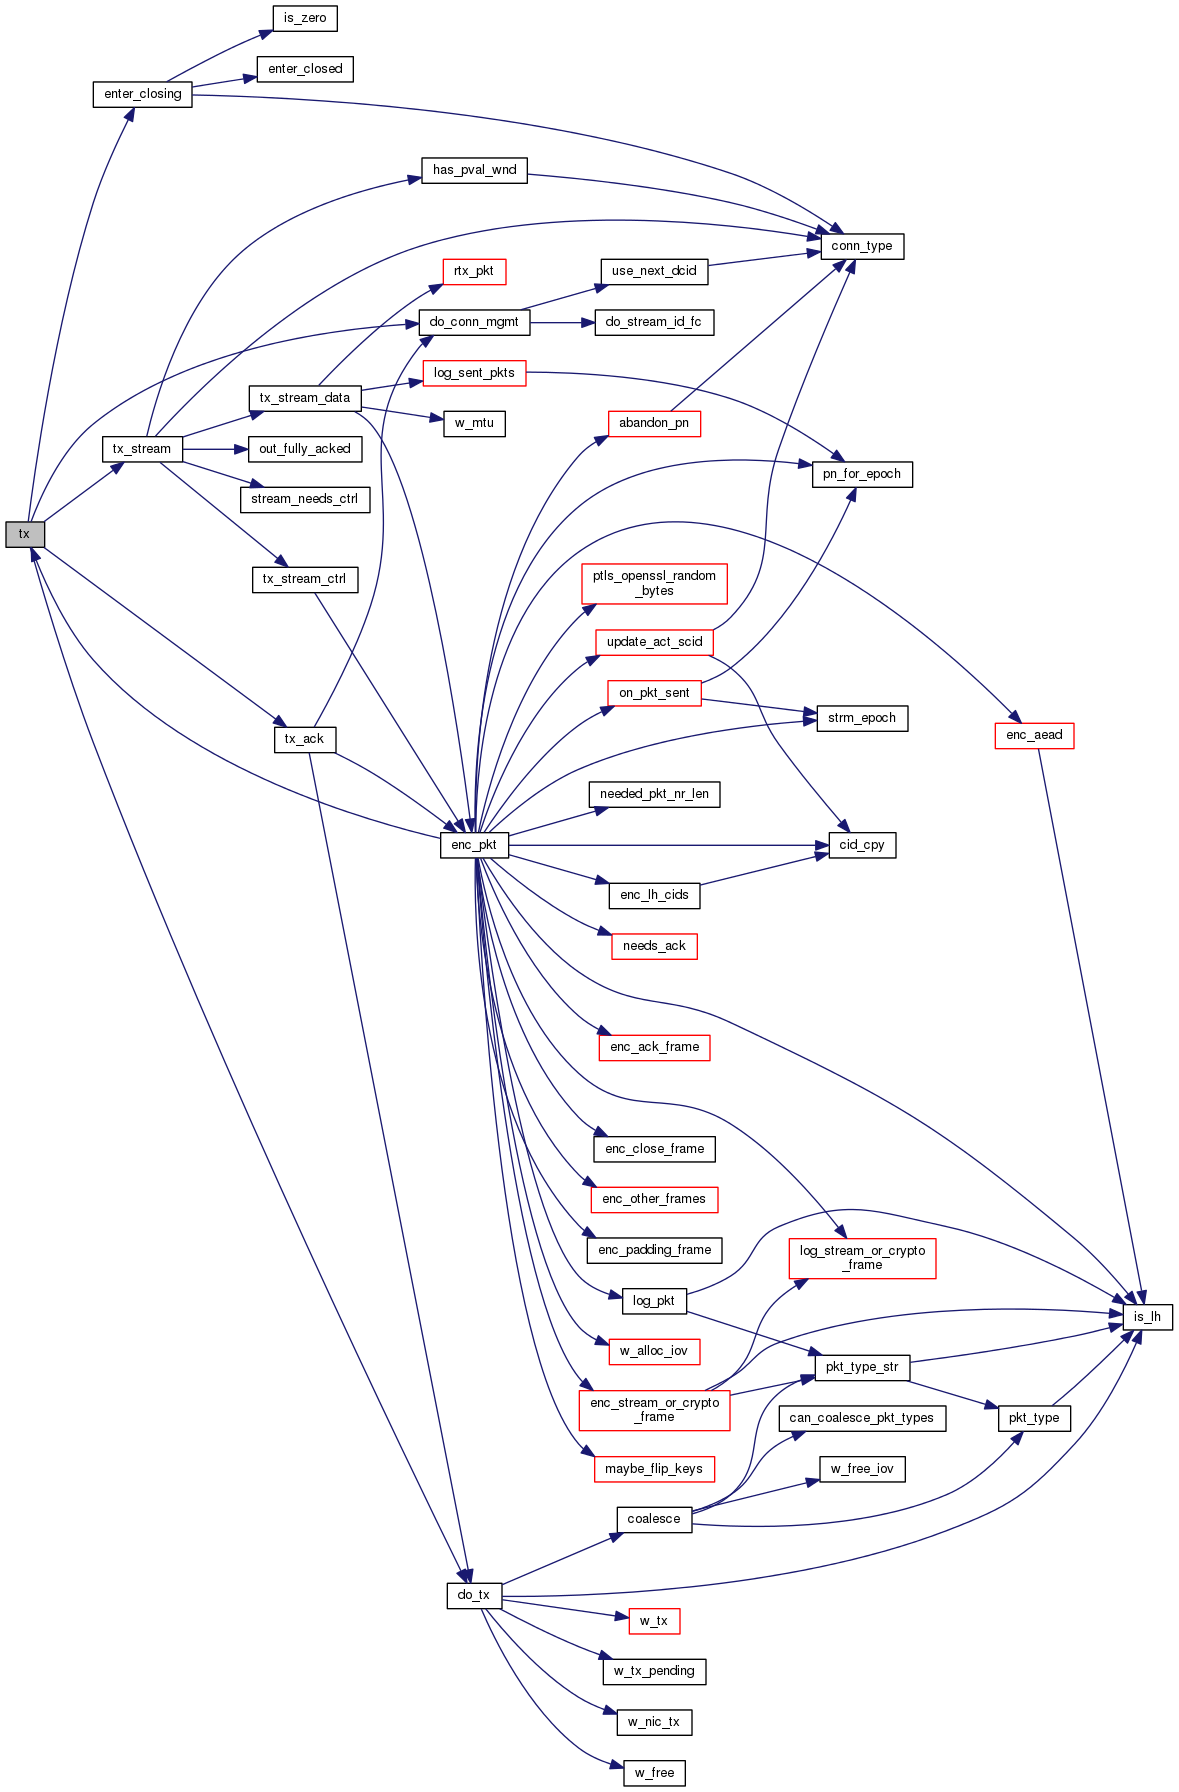 is_zero
enter_closed
enter_closing
has_pval_wnd
conn_type
rtx_pkt
use_next_dcid
do_conn_mgmt
do_stream_id_fc
log_sent_pkts
tx_stream_data
w_mtu
abandon_pn
tx_stream
out_fully_acked
pn_for_epoch
stream_needs_ctrl
tx
tx_stream_ctrl
ptls_openssl_random
_bytes
update_act_scid
on_pkt_sent
strm_epoch
enc_aead
tx_ack
needed_pkt_nr_len
enc_pkt
cid_cpy
enc_lh_cids
needs_ack
enc_ack_frame
enc_close_frame
enc_other_frames
enc_padding_frame
log_stream_or_crypto
_frame
log_pkt
is_lh
w_alloc_iov
pkt_type_str
enc_stream_or_crypto
_frame
can_coalesce_pkt_types
pkt_type
maybe_flip_keys
w_free_iov
coalesce
do_tx
w_tx
w_tx_pending
w_nic_tx
w_free